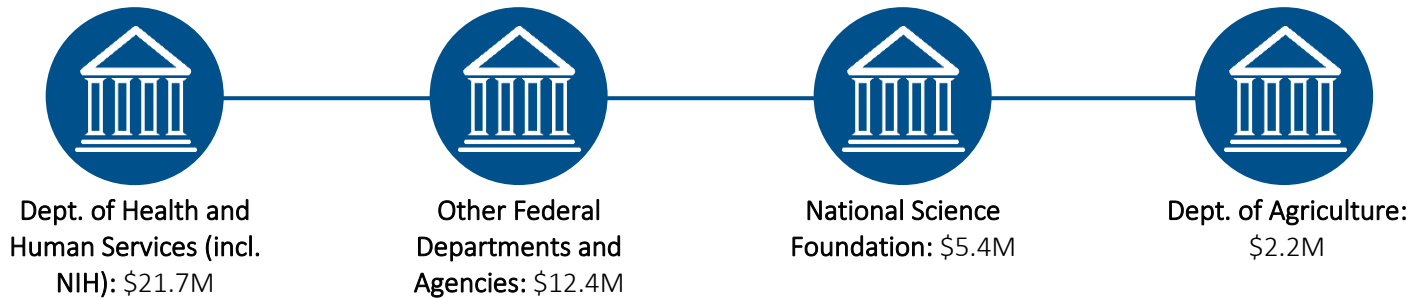 Dept. of Health and
Human Services (incl.
NIH): $21.7M
Other Federal
Departments and
Agencies: $12.4M
National Science
Foundation: $5.4M
Dept. of Agriculture:
$2.2M